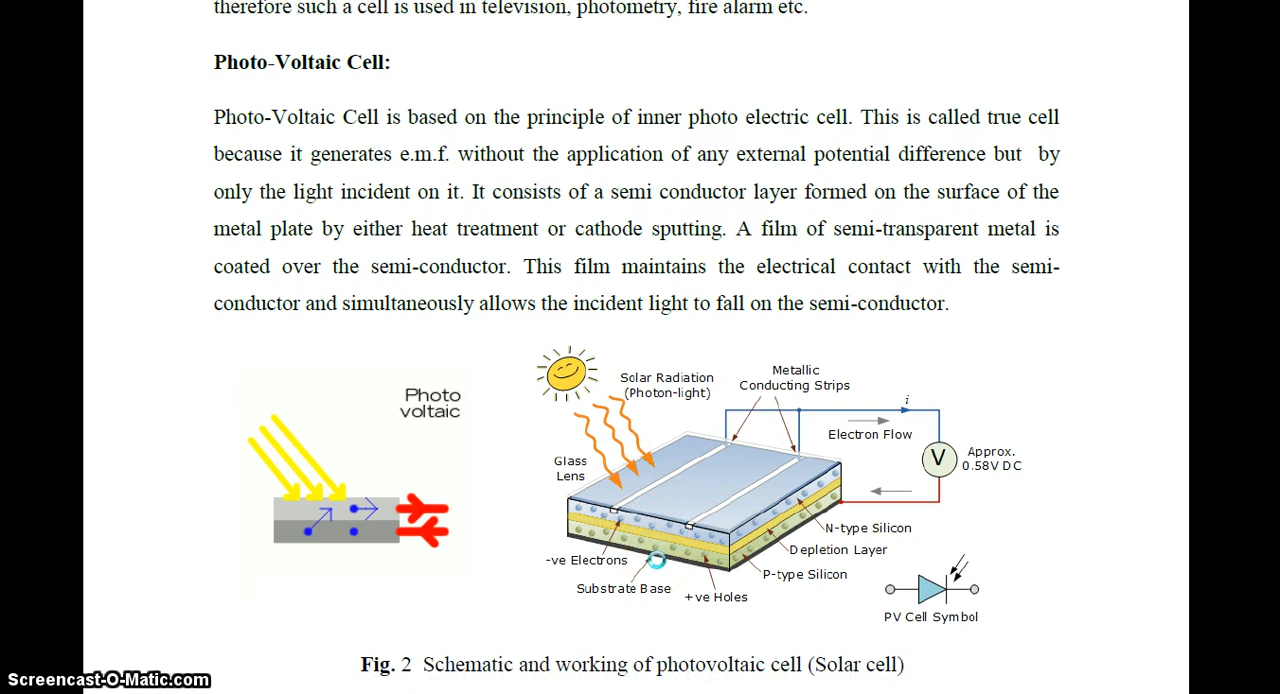 therefore such a cell is used in television, photometry, fire alarm etc.
Photo-Voltaic Cell:
Photo-Voltaic Cell is based on the principle of inner photo electric cell. This is called true cell
because it generates e.m.f. without the application of any external potential difference but by
only the light incident on it. It consists of a semi conductor layer formed on the surface of the
metal plate by either heat treatment or cathode sputting. A film of semi-transparent metal is
coated over the semi-conductor. This film maintains the electrical contact with the semi-
conductor and simultaneously allows the incident light to fall on the semi-conductor.
Photo
voltaic
Solar Radiation
(Photon-light)
Metallic
Conducting Strips
i
Electron Flow
V
Approx.
0.58V DC
Glass
Lens
N-type Silicon
Depletion Layer
P-type Silicon
-ve Electrons
Substrate Base
+ve Holes
PV Cell Symbol
Fig. 2 Schematic and working of photovoltaic cell (Solar cell)
Screencast-O-Matic.com